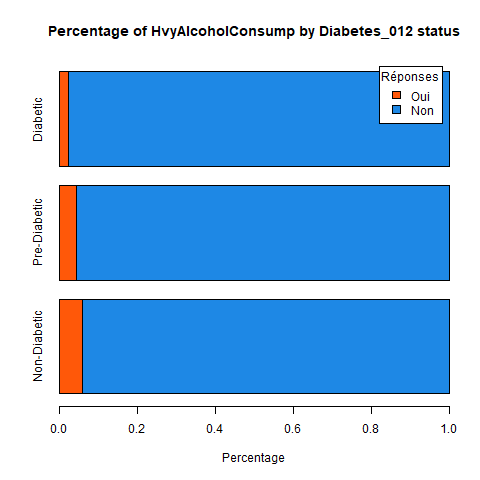 Percentage of HvyAlcoholConsump by Diabetes_012 status
Réponses
Oui
Non
Diabetic
Pre-Diabetic
Non-Diabetic
0.0 0.2 0.4 0.6 0.8 1.0
Percentage